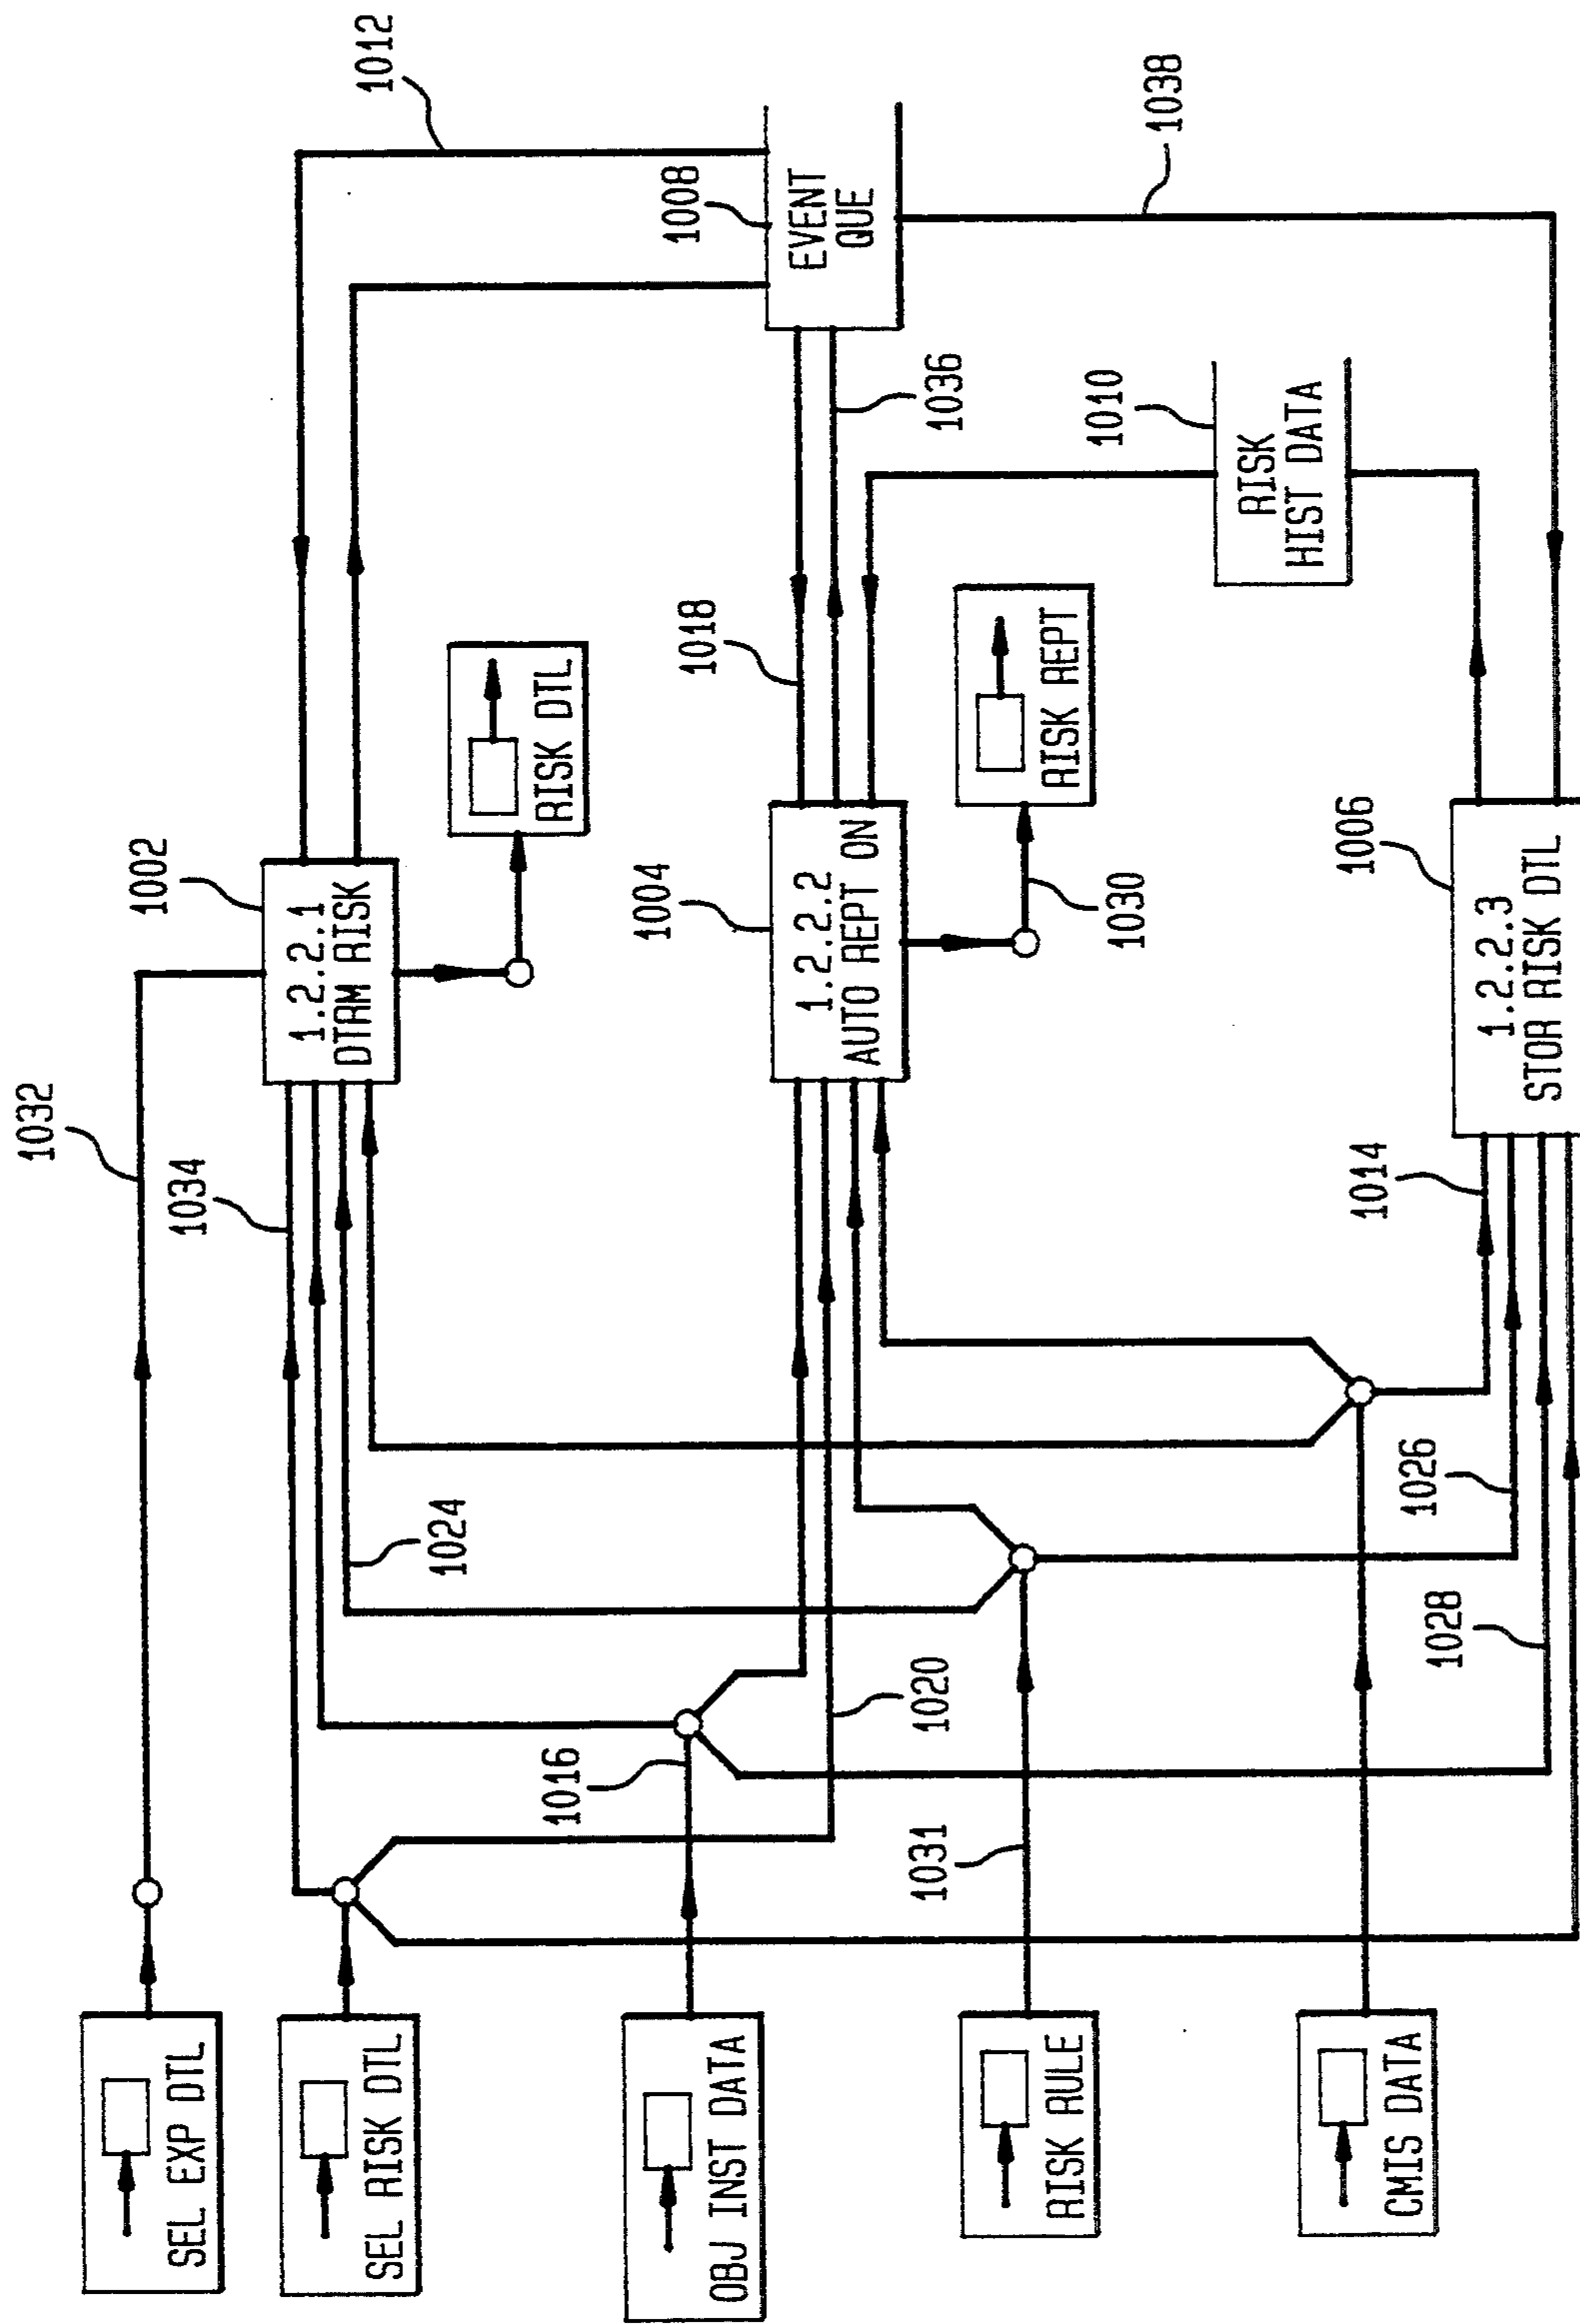 1012
1032
1002
1.2.2.1
DTRM RISK
1034
SEL EXP DTL
SEL RISK DTL
RISK DTL
1008
EVENT
QUE
1038
1024
1018
1036
1004
1.2.2.2
AUTO REPT ON
1016
OBJ INST DATA
1020
RISK REPT
1030
1010
RISK
HIST DATA
1031
RISK RULE
1014
1006
1.2.2.3
STOR RISK DTL
1026
1028
CMIS DATA